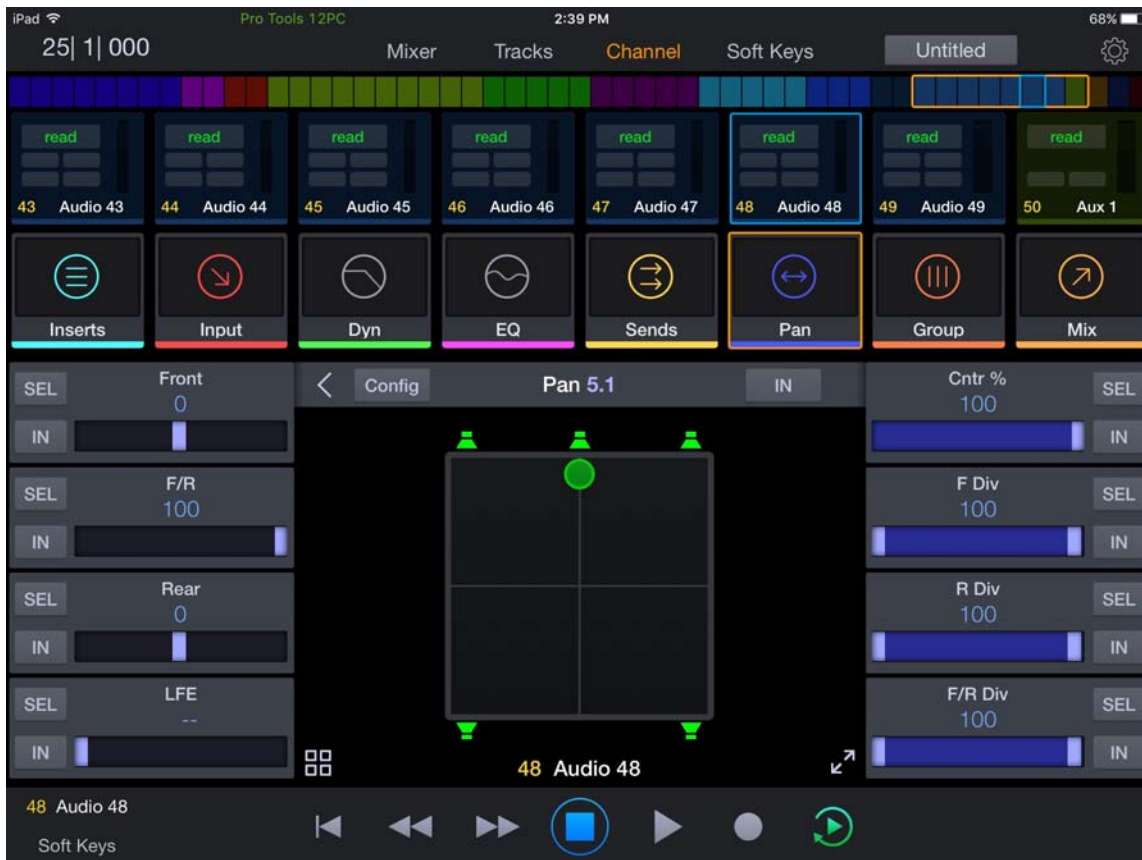 iPad Pro Tools 12PC 2:39 PM 68%
25| 1| 000 Mixer Tracks Channel Soft Keys Untitled
read read read read read read read read
43 Audio 43 44 Audio 44 45 Audio 45 46 Audio 46 47 Audio 47 48 Audio 48 49 Audio 49 50 Aux 1
Inserts Input Dyn EQ Sends Pan Group Mix
SEL Front Config Pan 5.1 IN Cntr % SEL
0 100
IN IN
SEL F/R F Div SEL
100 100
IN IN
SEL Rear R Div SEL
0 100
IN IN
SEL LFE F/R Div SEL
-- 100
IN 48 Audio 48 IN
48 Audio 48
Soft Keys